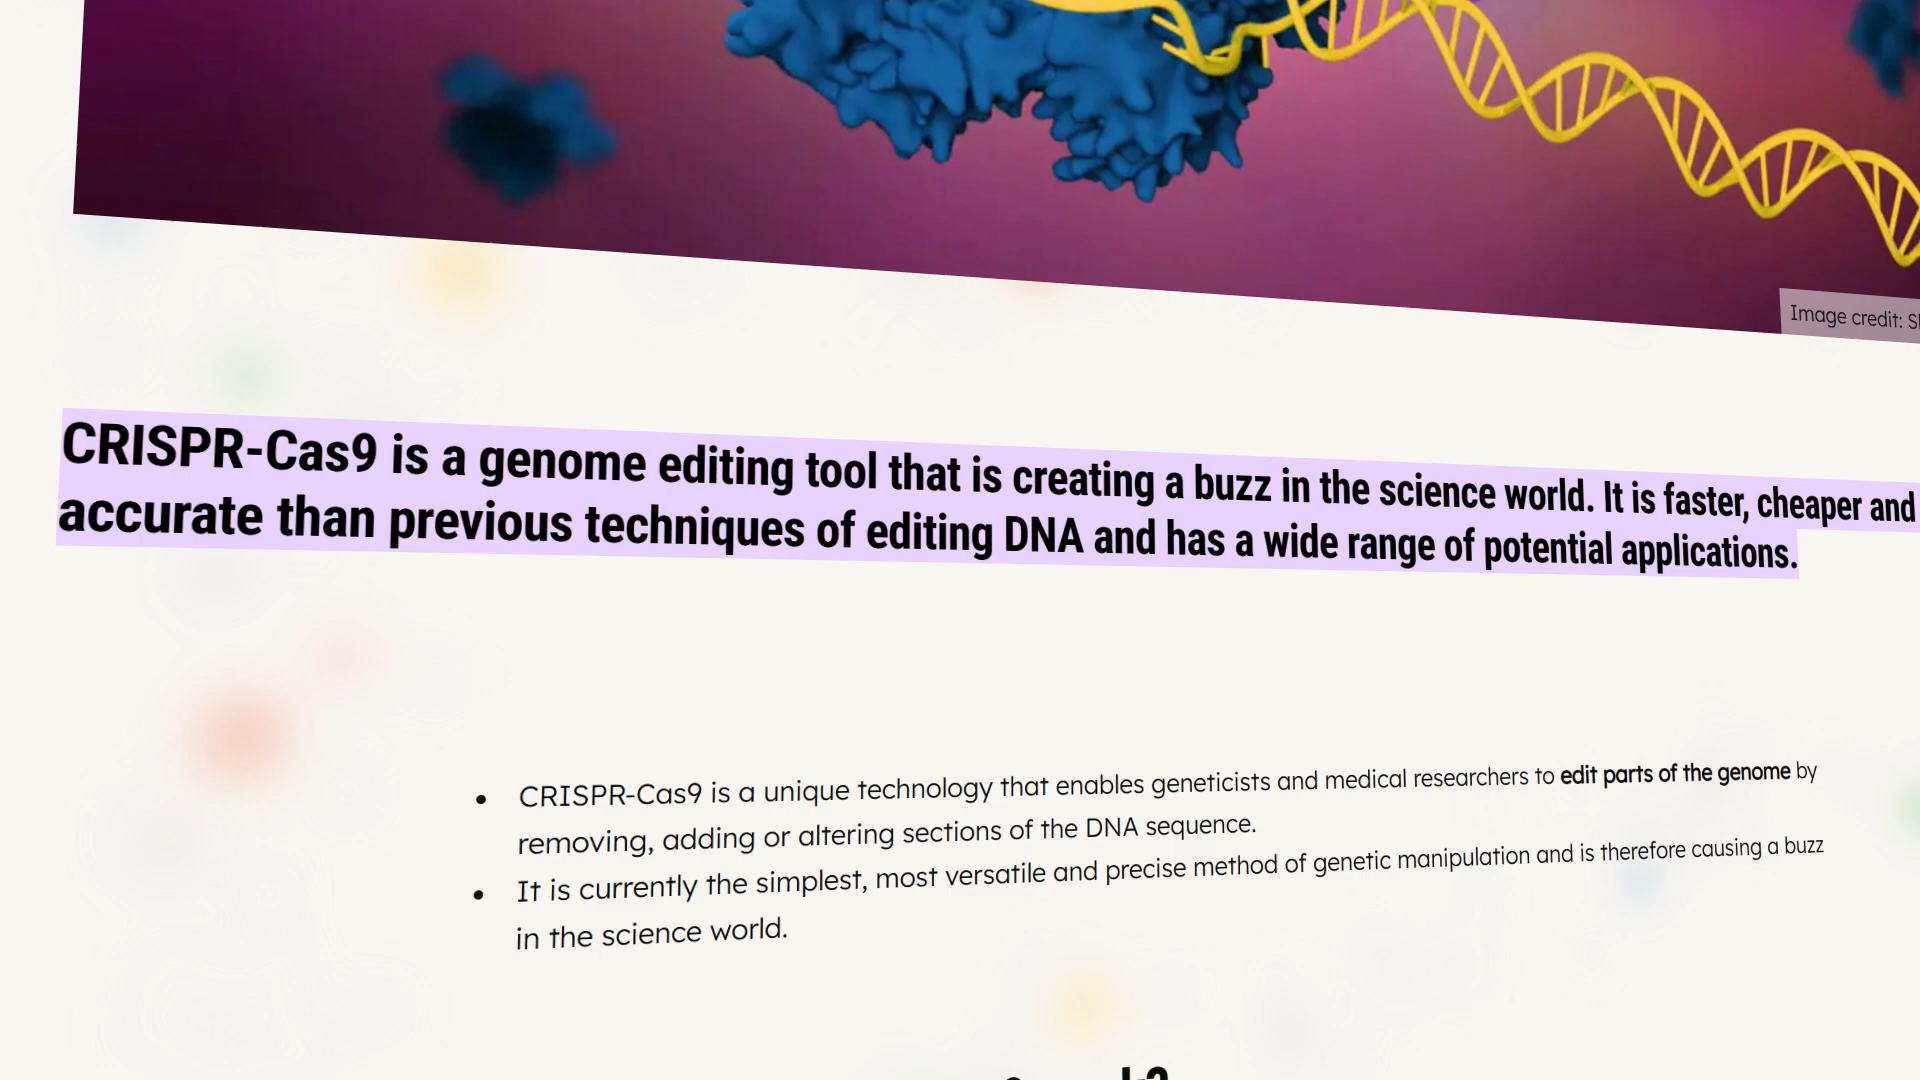 Image credit:
CRISPR-Cas9 is a genome editing tool that is creating a buzz in the science world. It is faster, cheaper and
accurate than previous techniques of editing DNA and has a wide range of potential applications.
• CRISPR-Cas9 is a unique technology that enables geneticists and medical researchers to edit parts of the genome by
removing, adding or altering sections of the DNA sequence.
• It is currently the simplest, most versatile and precise method of genetic manipulation and is therefore causing a buzz
in the science world.